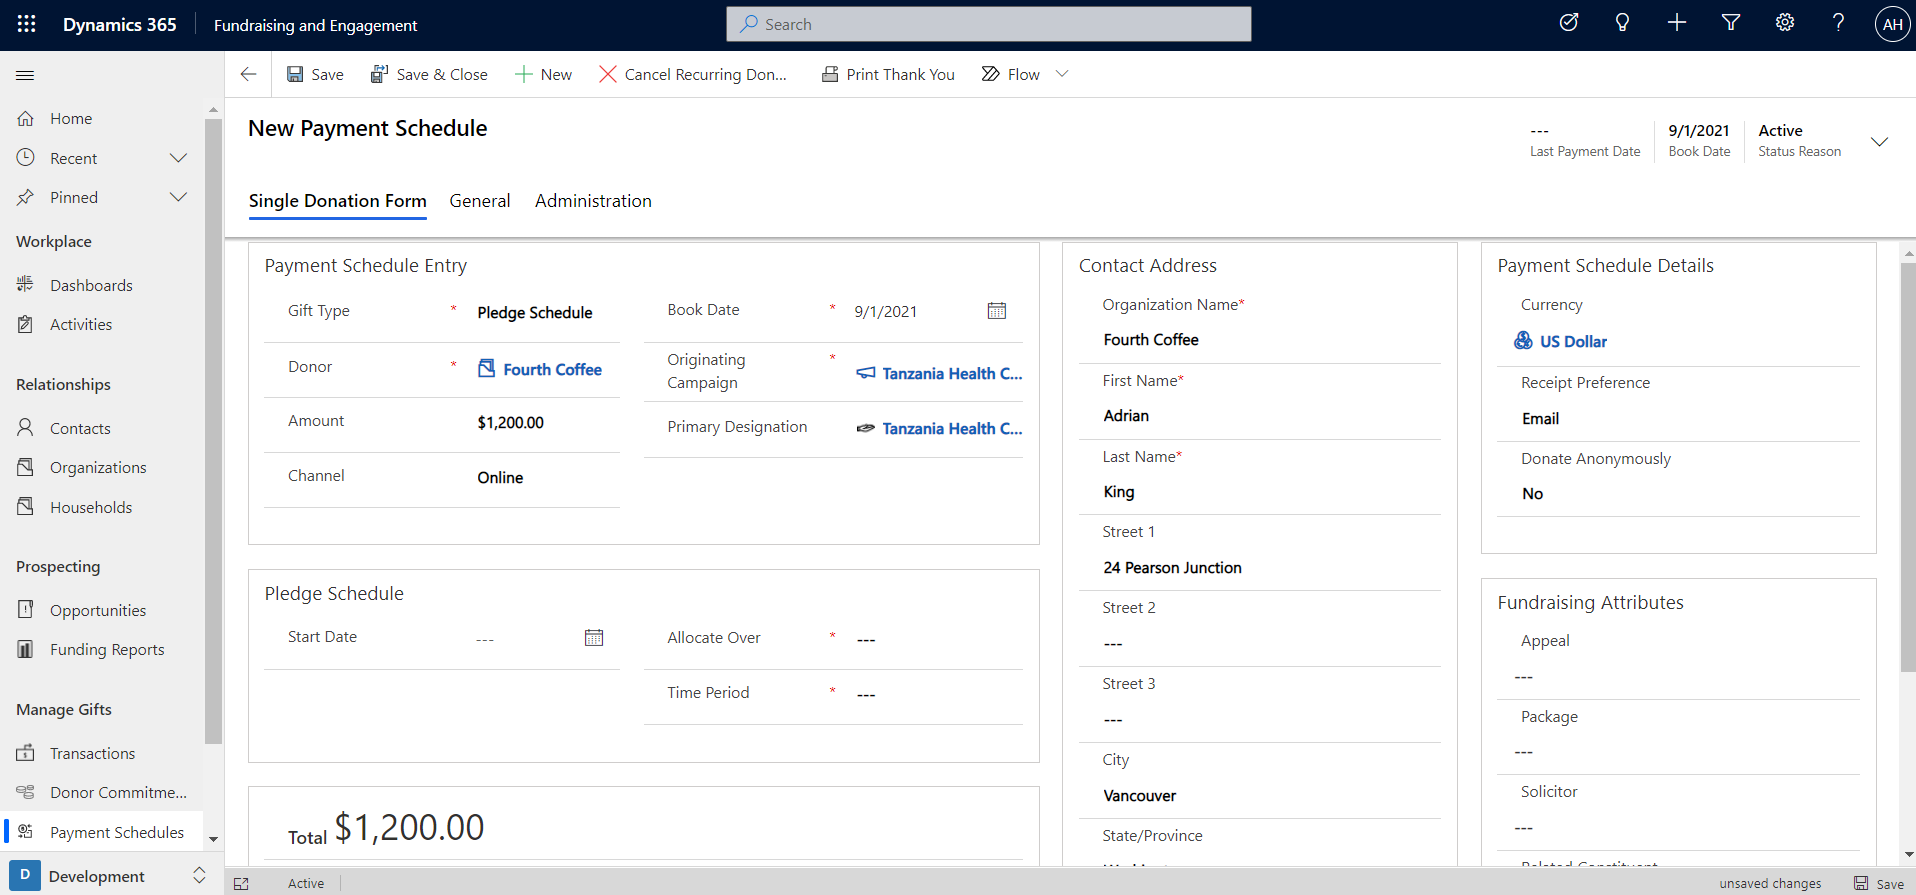 Dynamics 365
Fundraising and Engagement
Search
AH
Save
Save & Close
New
Cancel Recurring Don...
Print Thank You
Flow
Home
Recent
Pinned
Workplace
Dashboards
Activities
Relationships
Contacts
Organizations
Households
Prospecting
Opportunities
Funding Reports
Manage Gifts
Transactions
Donor Commitme...
Payment Schedules
D
Development
New Payment Schedule
---
Last Payment Date
9/1/2021
Book Date
Active
Status Reason
Single Donation Form
General
Administration
Payment Schedule Entry
Gift Type * Pledge Schedule
Donor * Fourth Coffee
Amount $1,200.00
Channel Online
Book Date * 9/1/2021
Originating
Campaign * Tanzania Health C...
Primary Designation Tanzania Health C...
Pledge Schedule
Start Date ---
Allocate Over * ---
Time Period * ---
Total $1,200.00
Contact Address
Organization Name*
Fourth Coffee
First Name*
Adrian
Last Name*
King
Street 1
24 Pearson Junction
Street 2
---
Street 3
---
City
Vancouver
State/Province
Payment Schedule Details
Currency
US Dollar
Receipt Preference
Email
Donate Anonymously
No
Fundraising Attributes
Appeal
---
Package
---
Solicitor
---
Active
unsaved changes
Save